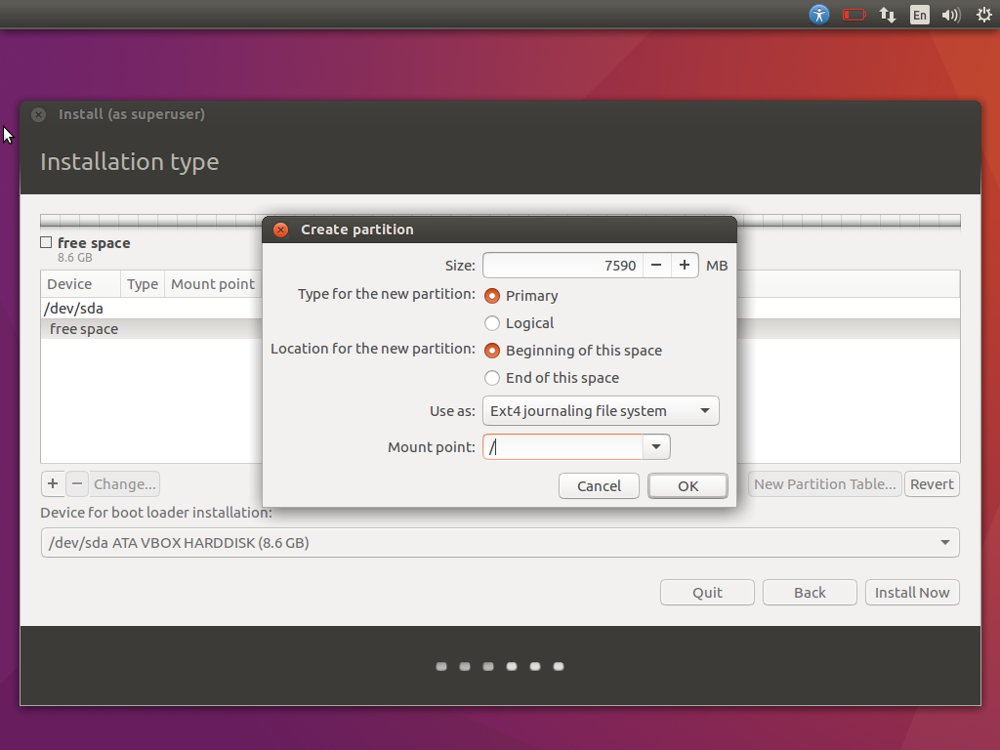 En
Install (as superuser)
Installation type
free space
8.6 GB
Device Type Mount point
/dev/sda
free space
Create partition
Size: 7590 MB
Type for the new partition: Primary
Logical
Location for the new partition: Beginning of this space
End of this space
Use as: Ext4 journaling file system
Mount point: /
Cancel OK
+ − Change... New Partition Table... Revert
Device for boot loader installation:
/dev/sda ATA VBOX HARDDISK (8.6 GB)
Quit Back Install Now